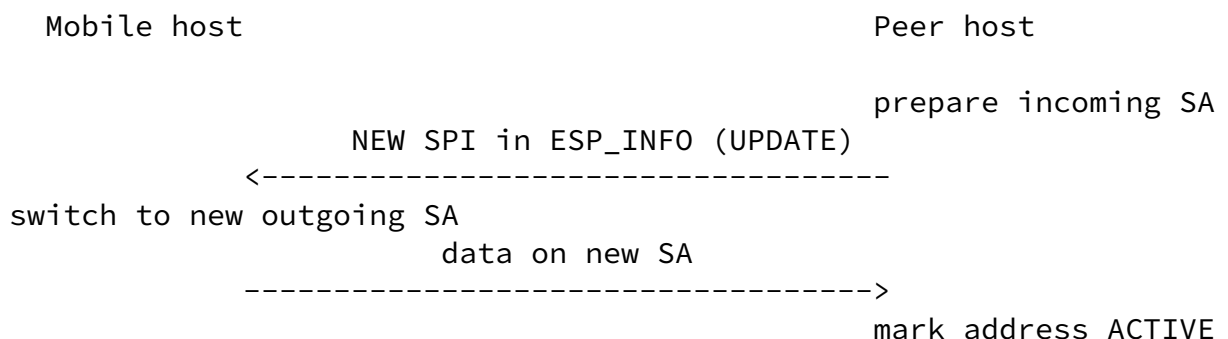 Mobile host Peer host
prepare incoming SA
NEW SPI in ESP_INFO (UPDATE)
<-----------------------------------
switch to new outgoing SA
data on new SA
----------------------------------->
mark address ACTIVE